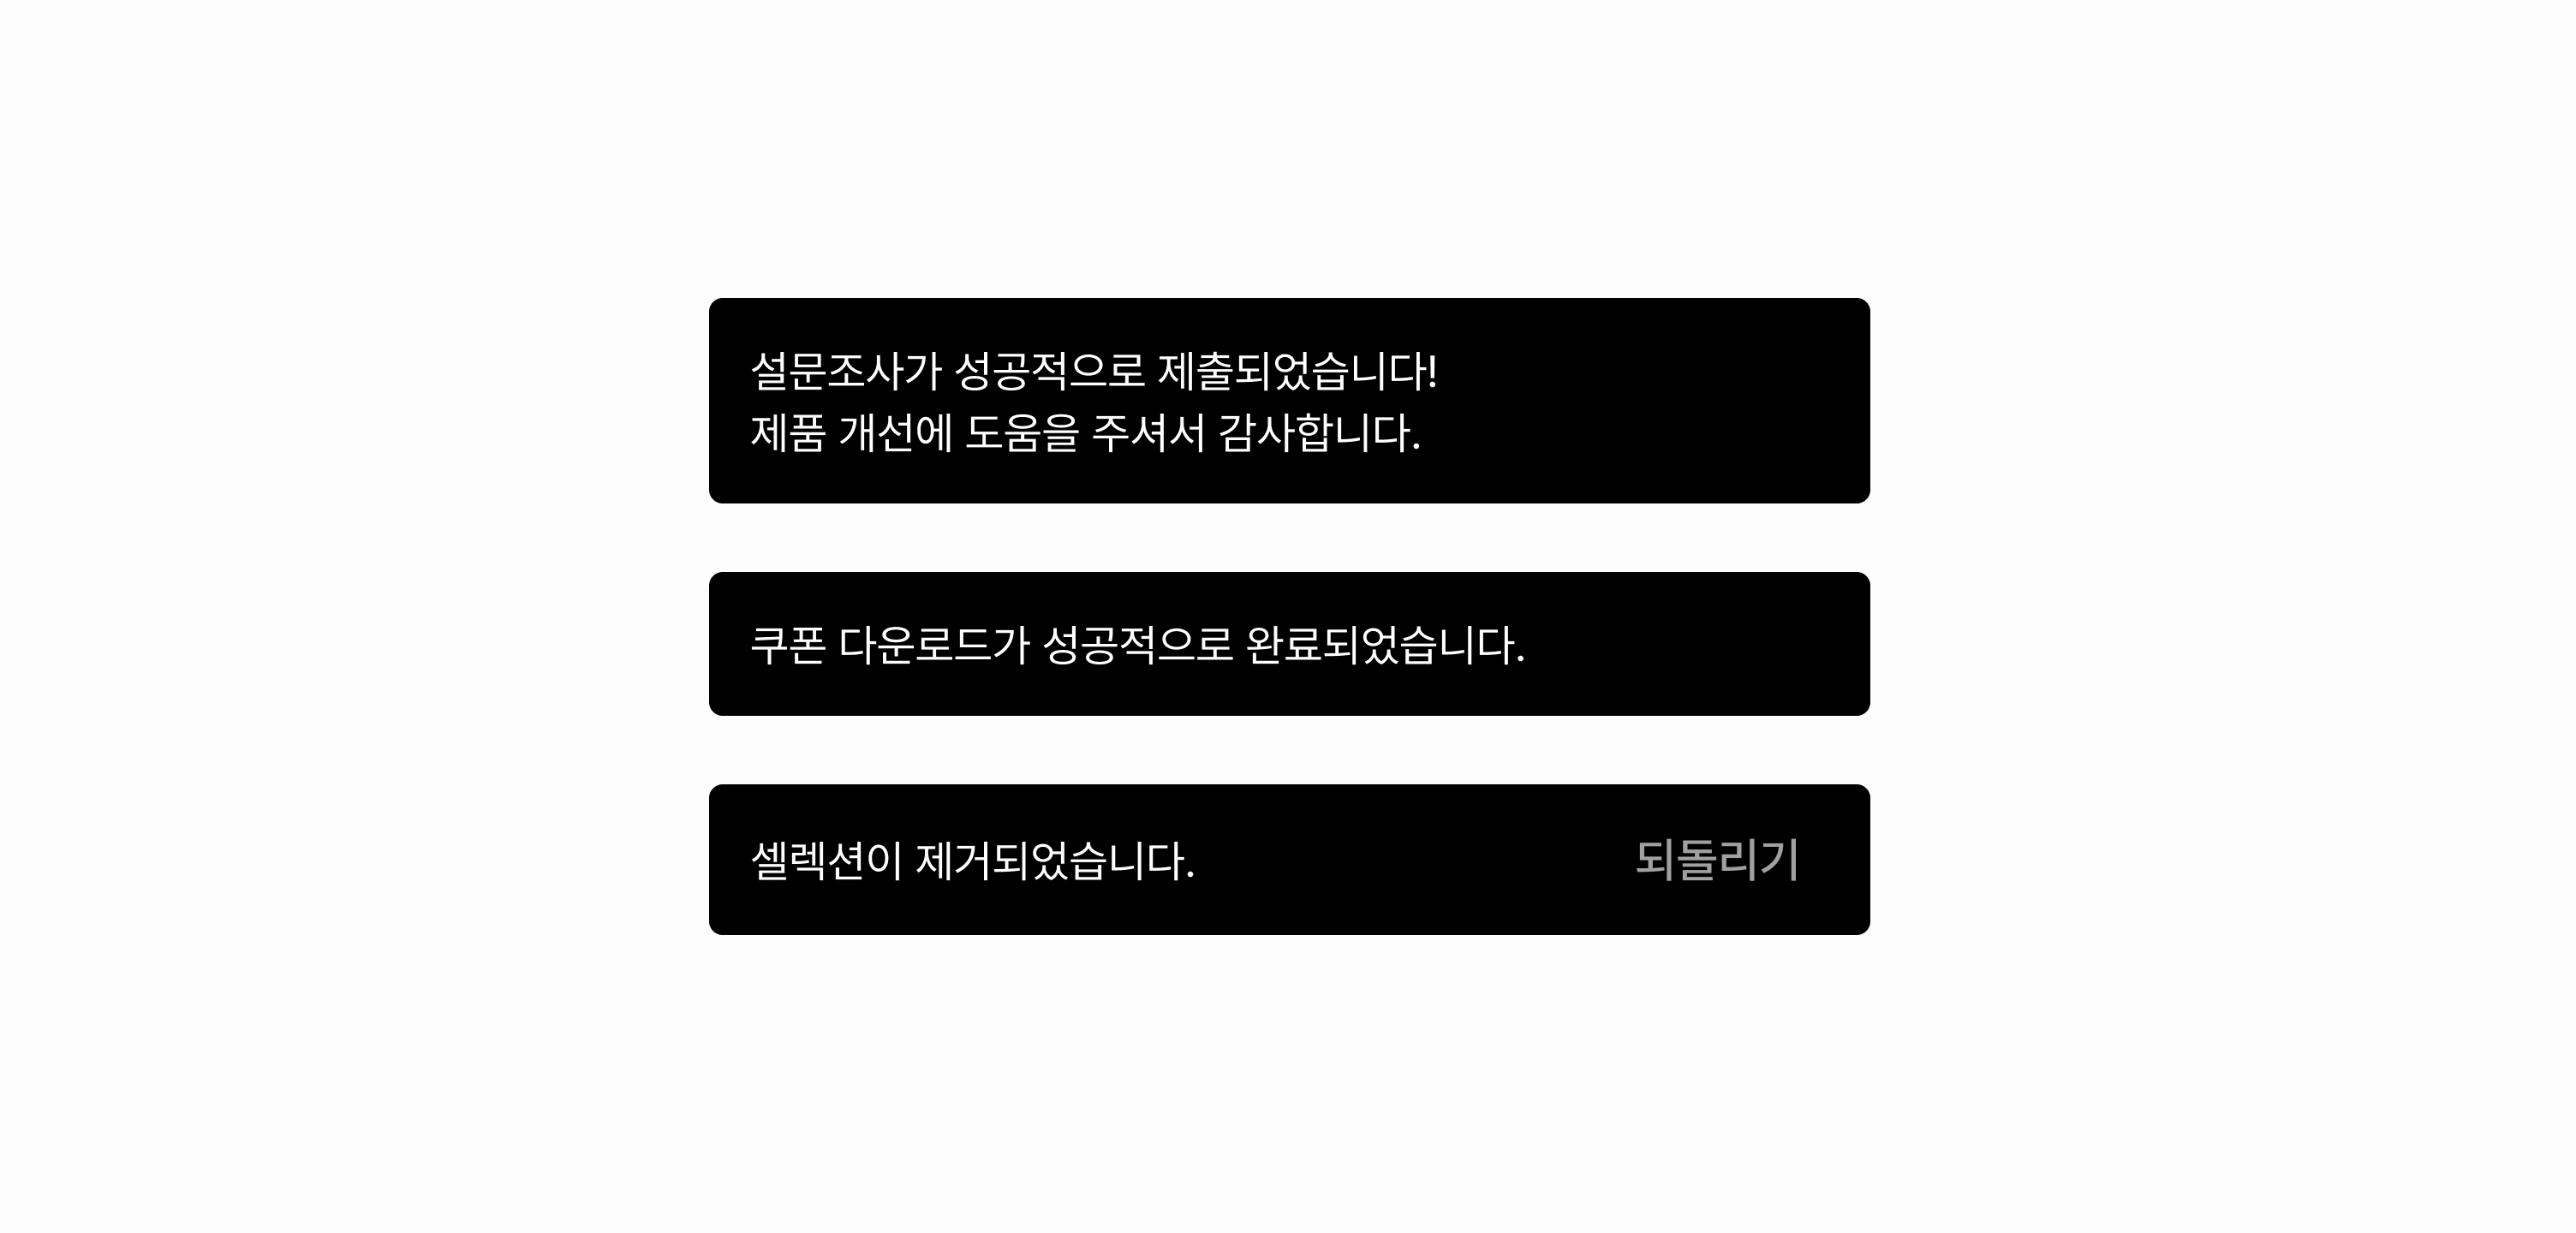 설문조사가 성공적으로 제출되었습니다!
제품 개선에 도움을 주셔서 감사합니다.
쿠폰 다운로드가 성공적으로 완료되었습니다.
셀렉션이 제거되었습니다. 되돌리기